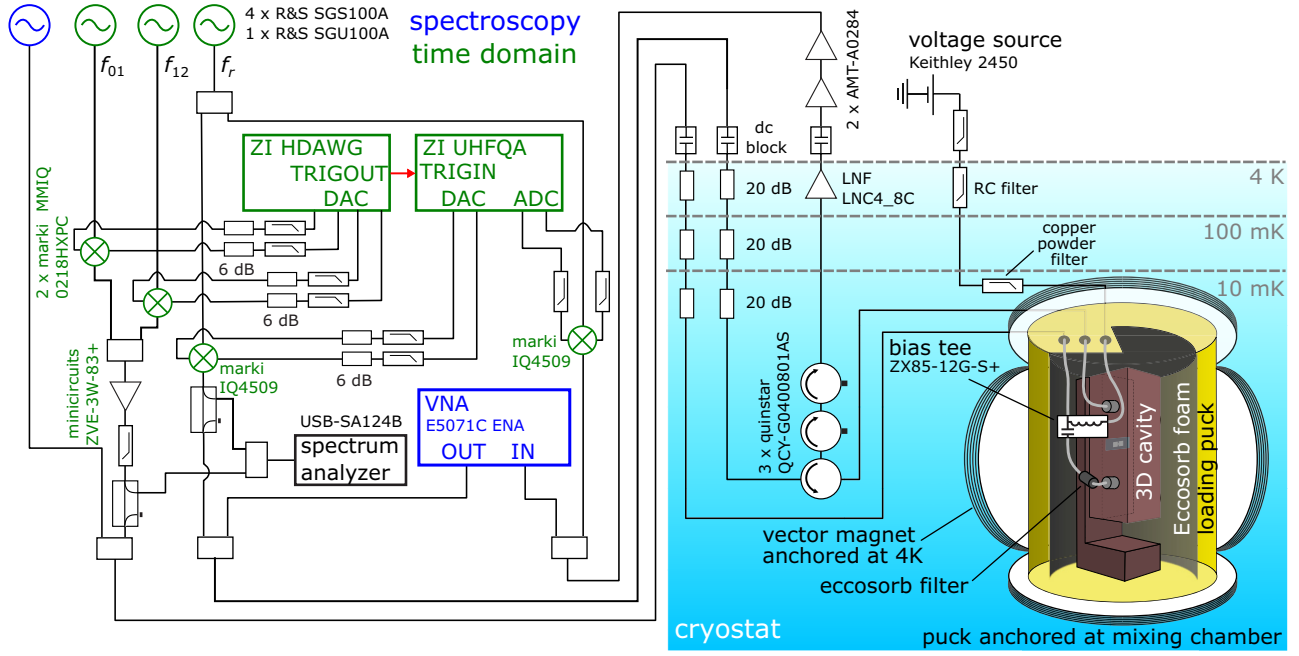 4 x R&S SGS100A
1 x R&S SGU100A
spectroscopy
time domain
f01
f12
fr
2 x marki MMIQ
0218HXPC
ZI HDAWG
TRIGOUT
DAC
ZI UHFQA
TRIGIN
DAC
ADC
6 dB
6 dB
6 dB
marki
IQ4509
marki
IQ4509
minicircuits
ZVE-3W-83+
USB-SA124B
spectrum
analyzer
VNA
E5071C ENA
OUT
IN
2 x AMT-A0284
dc
block
voltage source
Keithley 2450
20 dB
LNF
LNC4_8C
RC filter
4 K
20 dB
copper
powder
filter
100 mK
20 dB
10 mK
3 x quinstar
QCY-G0400801AS
bias tee
ZX85-12G-S+
3D cavity
Eccosorb foam
loading puck
vector magnet
anchored at 4K
eccosorb filter
cryostat
puck anchored at mixing chamber